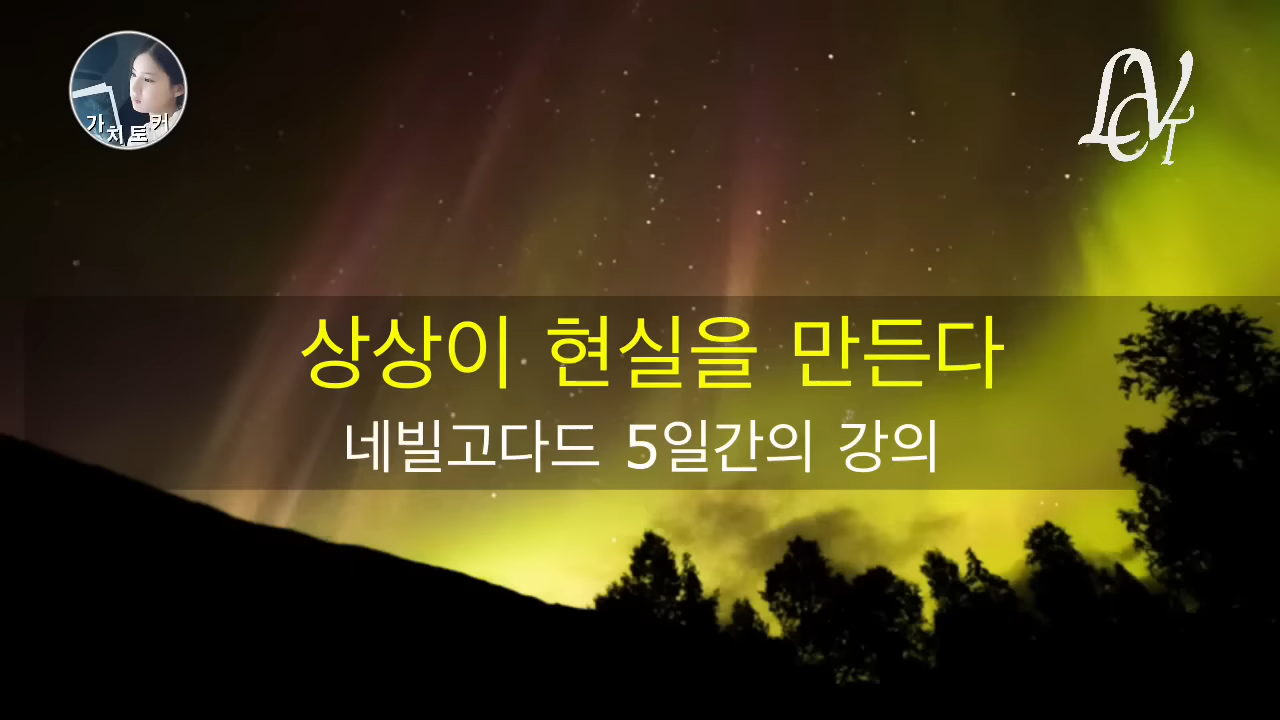 가치토커
상상이 현실을 만든다
네빌고다드 5일간의 강의